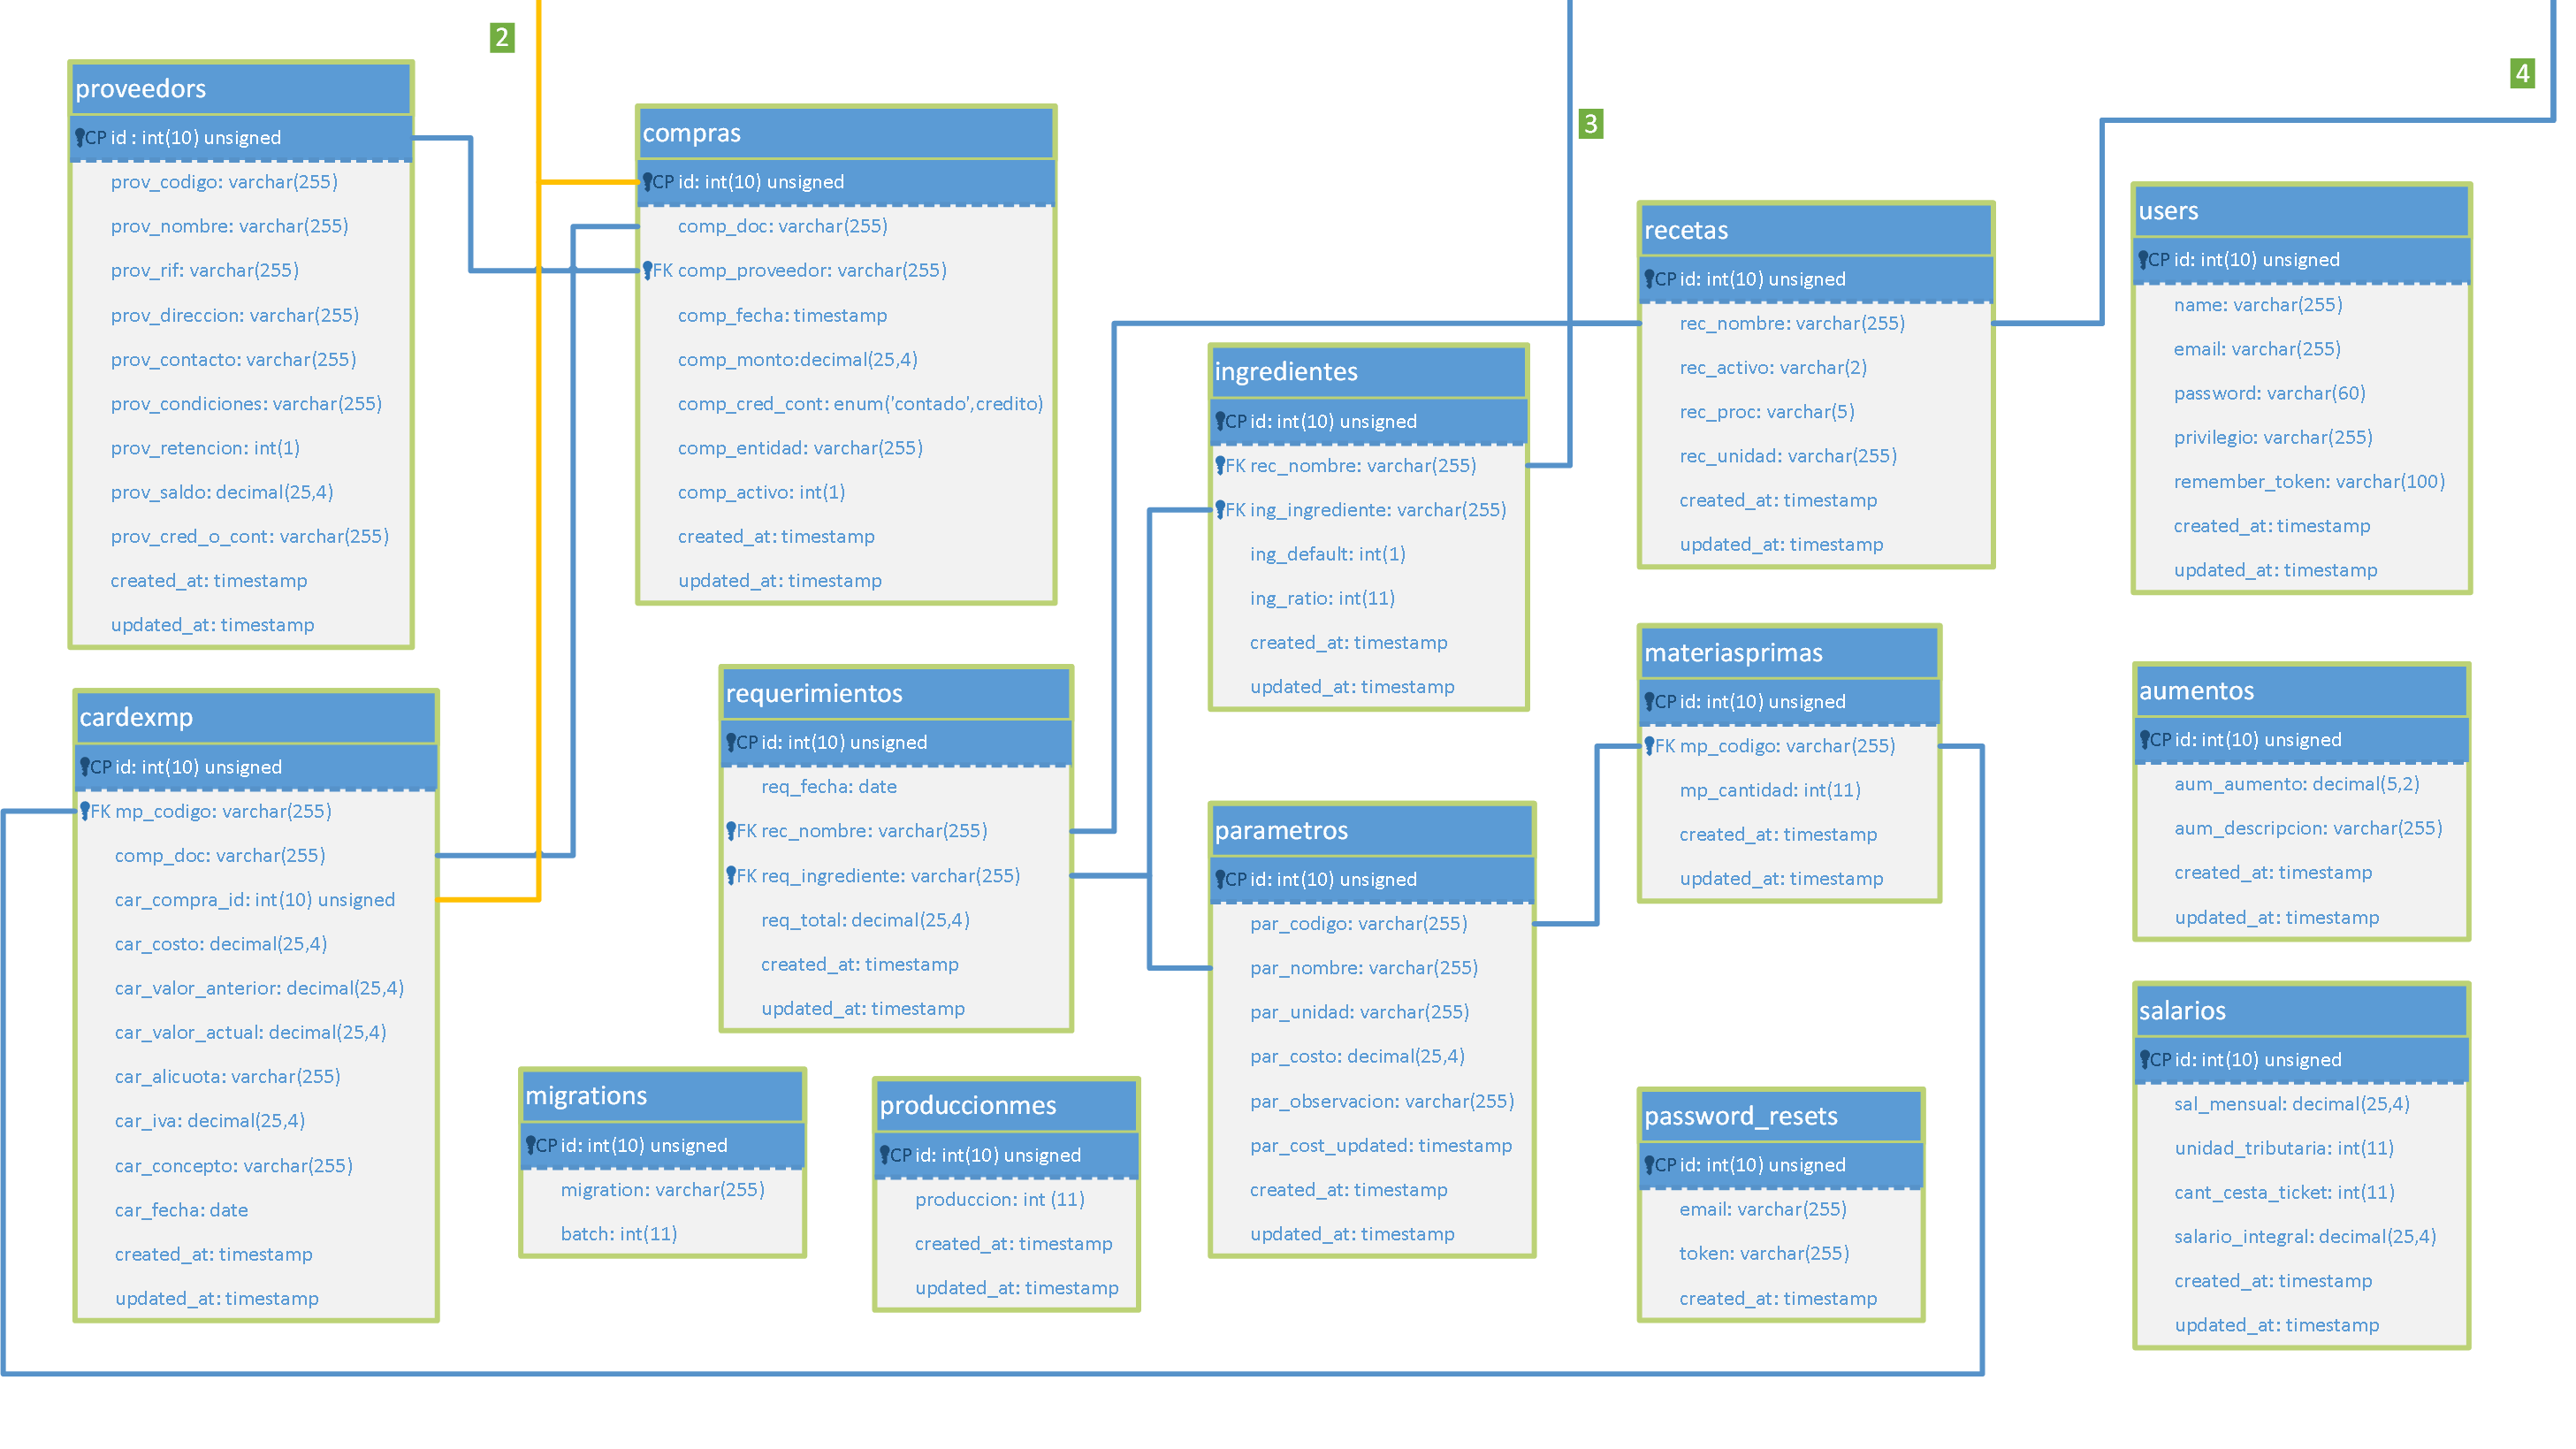 2
3
4
proveedors
CP id : int(10) unsigned
prov_codigo: varchar(255)
prov_nombre: varchar(255)
prov_rif: varchar(255)
prov_direccion: varchar(255)
prov_contacto: varchar(255)
prov_condiciones: varchar(255)
prov_retencion: int(1)
prov_saldo: decimal(25,4)
prov_cred_o_cont: varchar(255)
created_at: timestamp
updated_at: timestamp
compras
CP id: int(10) unsigned
comp_doc: varchar(255)
FK comp_proveedor: varchar(255)
comp_fecha: timestamp
comp_monto:decimal(25,4)
comp_cred_cont: enum('contado',credito)
comp_entidad: varchar(255)
comp_activo: int(1)
created_at: timestamp
updated_at: timestamp
ingredientes
CP id: int(10) unsigned
FK rec_nombre: varchar(255)
FK ing_ingrediente: varchar(255)
ing_default: int(1)
ing_ratio: int(11)
created_at: timestamp
updated_at: timestamp
recetas
CP id: int(10) unsigned
rec_nombre: varchar(255)
rec_activo: varchar(2)
rec_proc: varchar(5)
rec_unidad: varchar(255)
created_at: timestamp
updated_at: timestamp
users
CP id: int(10) unsigned
name: varchar(255)
email: varchar(255)
password: varchar(60)
privilegio: varchar(255)
remember_token: varchar(100)
created_at: timestamp
updated_at: timestamp
cardexmp
CP id: int(10) unsigned
FK mp_codigo: varchar(255)
comp_doc: varchar(255)
car_compra_id: int(10) unsigned
car_costo: decimal(25,4)
car_valor_anterior: decimal(25,4)
car_valor_actual: decimal(25,4)
car_alicuota: varchar(255)
car_iva: decimal(25,4)
car_concepto: varchar(255)
car_fecha: date
created_at: timestamp
updated_at: timestamp
requerimientos
CP id: int(10) unsigned
req_fecha: date
FK rec_nombre: varchar(255)
FK req_ingrediente: varchar(255)
req_total: decimal(25,4)
created_at: timestamp
updated_at: timestamp
parametros
CP id: int(10) unsigned
par_codigo: varchar(255)
par_nombre: varchar(255)
par_unidad: varchar(255)
par_costo: decimal(25,4)
par_observacion: varchar(255)
par_cost_updated: timestamp
created_at: timestamp
updated_at: timestamp
materiasprimas
CP id: int(10) unsigned
FK mp_codigo: varchar(255)
mp_cantidad: int(11)
created_at: timestamp
updated_at: timestamp
aumentos
CP id: int(10) unsigned
aum_aumento: decimal(5,2)
aum_descripcion: varchar(255)
created_at: timestamp
updated_at: timestamp
migrations
CP id: int(10) unsigned
migration: varchar(255)
batch: int(11)
produccionmes
CP id: int(10) unsigned
produccion: int (11)
created_at: timestamp
updated_at: timestamp
password_resets
CP id: int(10) unsigned
email: varchar(255)
token: varchar(255)
created_at: timestamp
salarios
CP id: int(10) unsigned
sal_mensual: decimal(25,4)
unidad_tributaria: int(11)
cant_cesta_ticket: int(11)
salario_integral: decimal(25,4)
created_at: timestamp
updated_at: timestamp